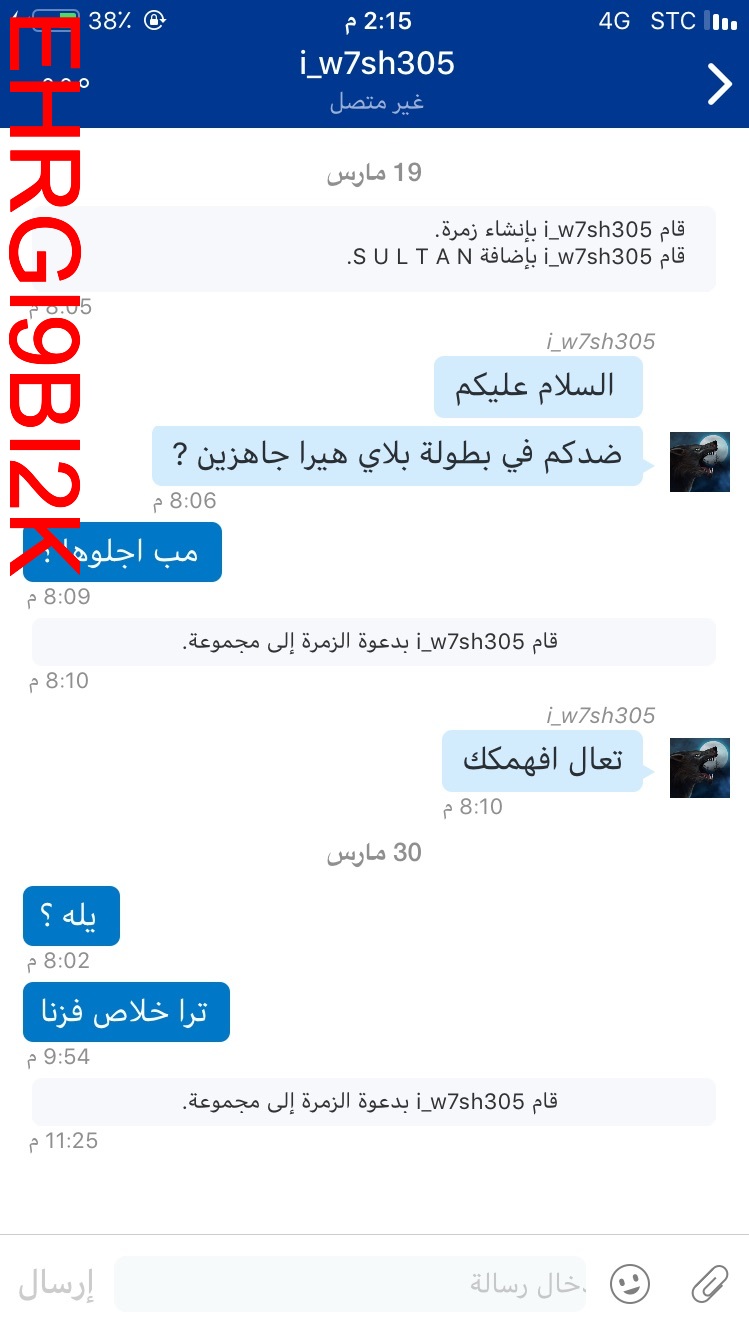 38٪ 2:15 م 4G STC
i_w7sh305
غير متصل
EHRGI9BI2K
19 مارس
قام i_w7sh305 بإنشاء زمرة.
قام i_w7sh305 بإضافة S U L T A N.
8:05 م
i_w7sh305
السلام عليكم
ضدكم في بطولة بلاي هيرا جاهزين ?
8:06 م
مب اجلوها ؟
8:09 م
قام i_w7sh305 بدعوة الزمرة إلى مجموعة.
8:10 م
i_w7sh305
تعال افهمكك
8:10 م
30 مارس
يله ؟
8:02 م
ترا خلاص فزنا
9:54 م
قام i_w7sh305 بدعوة الزمرة إلى مجموعة.
11:25 م
دخال رسالة
إرسال